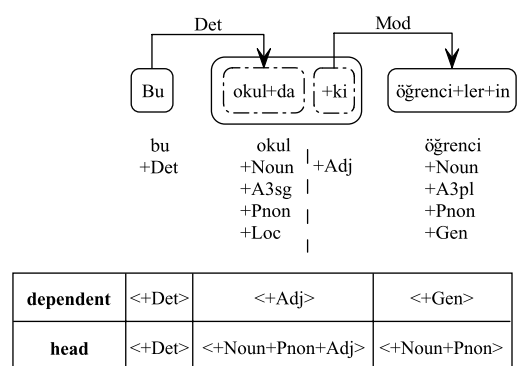 Det Mod
Bu okul+da +ki öğrenci+ler+in
bu okul öğrenci
+Det +Noun +Adj +Noun
+A3sg +A3pl
+Pnon +Pnon
+Loc +Gen
dependent <+Det> <+Adj> <+Gen>
head <+Det> <+Noun+Pnon+Adj> <+Noun+Pnon>